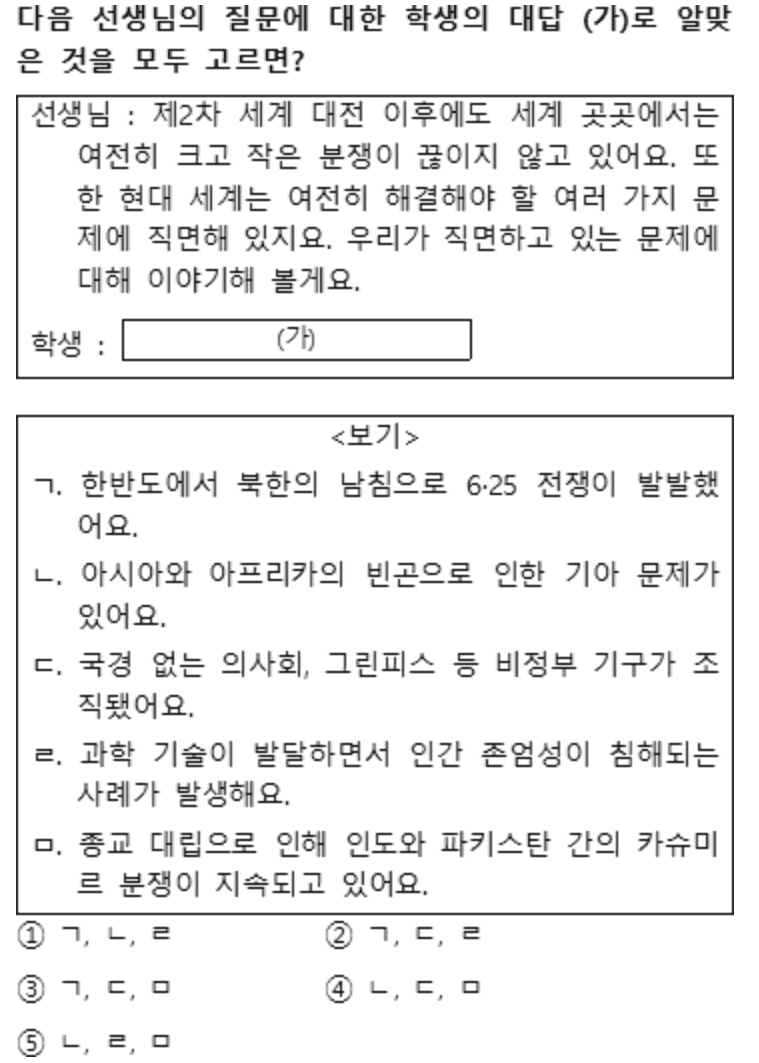 다음 선생님의 질문에 대한 학생의 대답 (가)로 알맞
은 것을 모두 고르면?
선생님 : 제2차 세계 대전 이후에도 세계 곳곳에서는
여전히 크고 작은 분쟁이 끊이지 않고 있어요. 또
한 현대 세계는 여전히 해결해야 할 여러 가지 문
제에 직면해 있지요. 우리가 직면하고 있는 문제에
대해 이야기해 볼게요.
학생 : (가)
<보기>
ㄱ. 한반도에서 북한의 남침으로 6·25 전쟁이 발발했
어요.
ㄴ. 아시아와 아프리카의 빈곤으로 인한 기아 문제가
있어요.
ㄷ. 국경 없는 의사회, 그린피스 등 비정부 기구가 조
직됐어요.
ㄹ. 과학 기술이 발달하면서 인간 존엄성이 침해되는
사례가 발생해요.
ㅁ. 종교 대립으로 인해 인도와 파키스탄 간의 카슈미
르 분쟁이 지속되고 있어요.
① ㄱ, ㄴ, ㄹ ② ㄱ, ㄷ, ㄹ
③ ㄱ, ㄷ, ㅁ ④ ㄴ, ㄷ, ㅁ
⑤ ㄴ, ㄹ, ㅁ